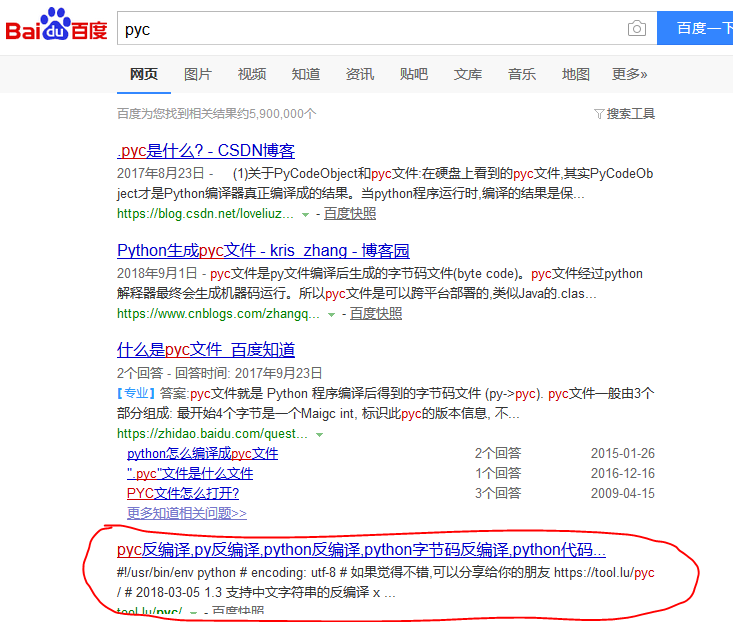 Bai du 百度
pyc
百度一下
网页 图片 视频 知道 资讯 贴吧 文库 音乐 地图 更多»
百度为您找到相关结果约5,900,000个 搜索工具
.pyc是什么? - CSDN博客
2017年8月23日 - (1)关于PyCodeObject和pyc文件:在硬盘上看到的pyc文件,其实PyCodeOb
ject才是Python编译器真正编译成的结果。当python程序运行时,编译的结果是保...
https://blog.csdn.net/loveliuz... - 百度快照
Python生成pyc文件 - kris_zhang - 博客园
2018年9月1日 - pyc文件是py文件编译后生成的字节码文件(byte code)。pyc文件经过python
解释器最终会生成机器码运行。所以pyc文件是可以跨平台部署的,类似Java的.clas...
https://www.cnblogs.com/zhangq... - 百度快照
什么是pyc文件_百度知道
2个回答 - 回答时间: 2017年9月23日
【专业】答案:pyc文件就是 Python 程序编译后得到的字节码文件 (py->pyc). pyc文件一般由3个
部分组成: 最开始4个字节是一个Maigc int, 标识此pyc的版本信息, 不...
https://zhidao.baidu.com/quest...
python怎么编译成pyc文件 2个回答 2015-01-26
".pyc"文件是什么文件 1个回答 2016-12-16
PYC文件怎么打开? 3个回答 2009-04-15
更多知道相关问题>>
pyc反编译,py反编译,python反编译,python字节码反编译,python代码...
#!/usr/bin/env python # encoding: utf-8 # 如果觉得不错,可以分享给你的朋友 https://tool.lu/pyc
/ # 2018-03-05 1.3 支持中文字符串的反编译 x ...
tool.lu/pyc/ - 百度快照